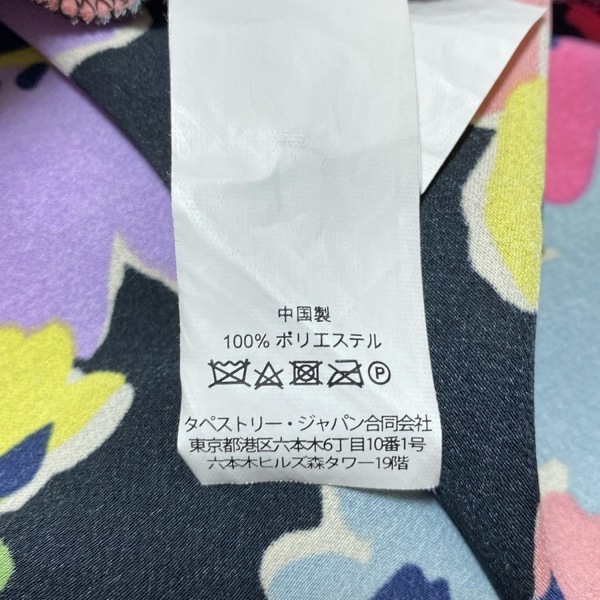 中国製
100% ポリエステル
P
タペストリー・ジャパン合同会社
東京都港区六本木6丁目10番1号
六本木ヒルズ森タワー19階